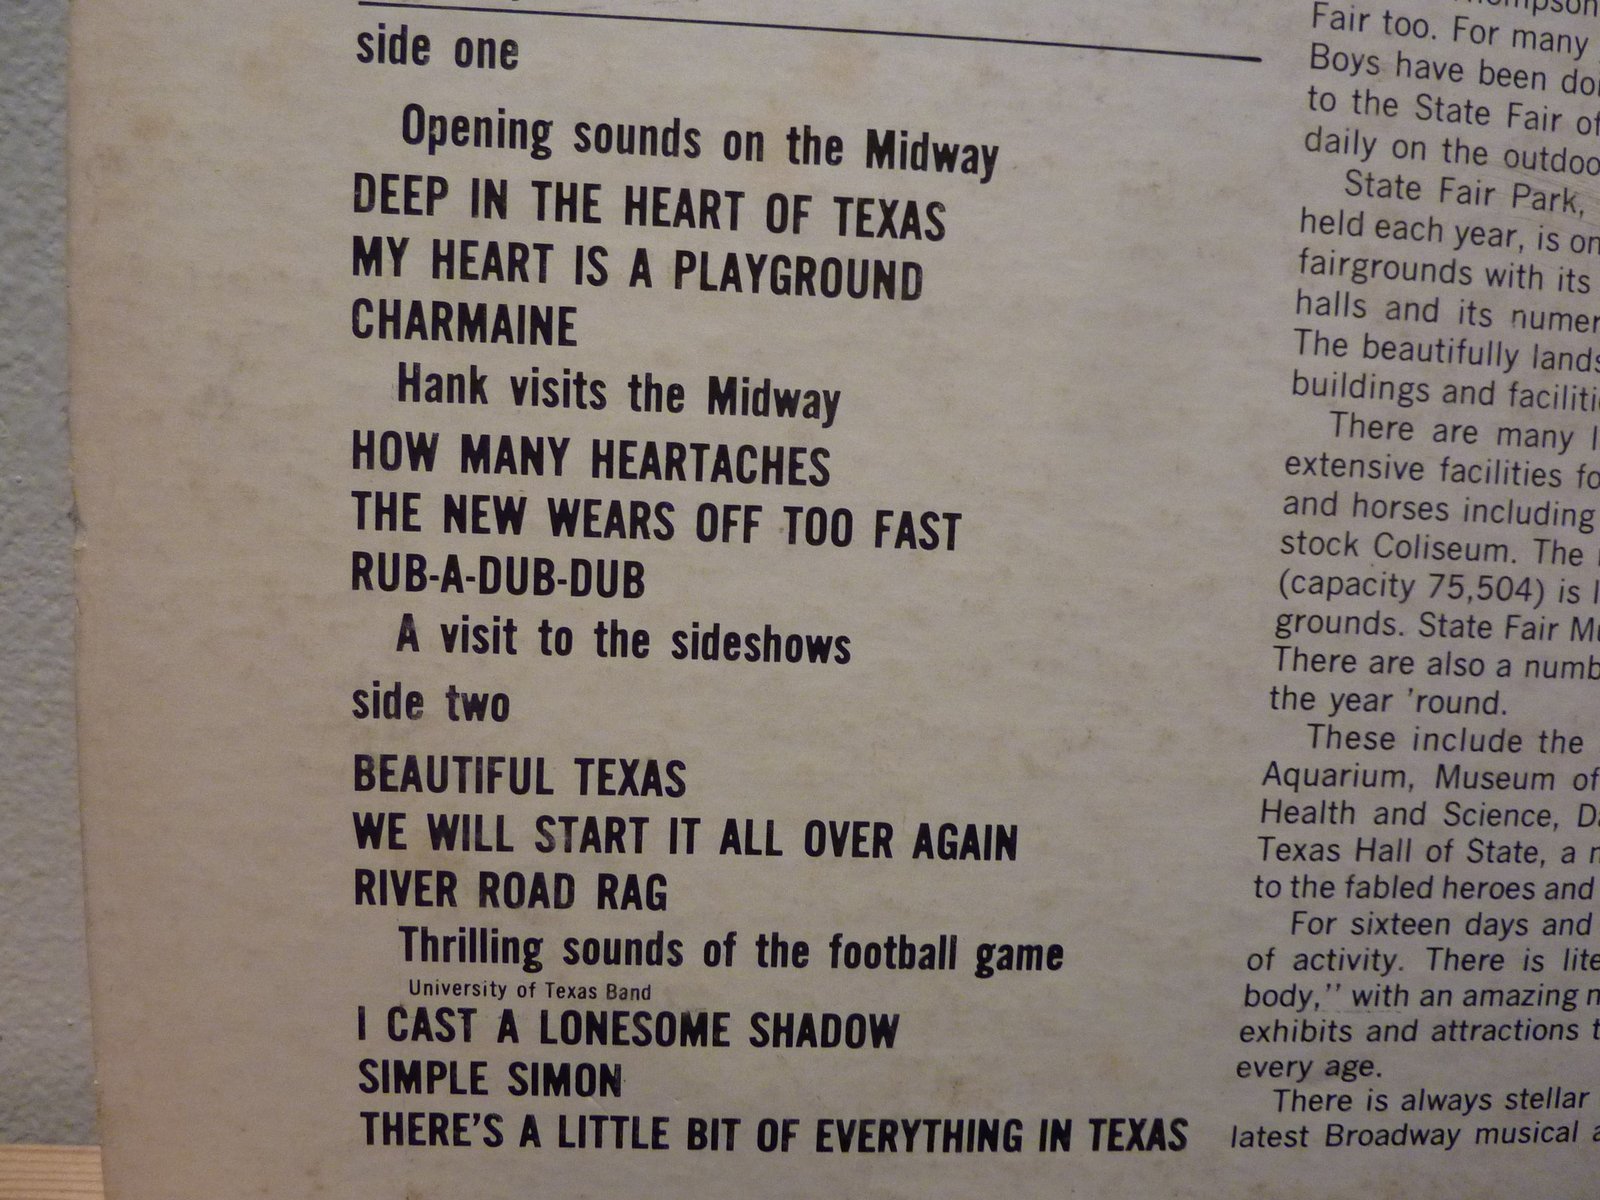 side one
Opening sounds on the Midway
DEEP IN THE HEART OF TEXAS
MY HEART IS A PLAYGROUND
CHARMAINE
Hank visits the Midway
HOW MANY HEARTACHES
THE NEW WEARS OFF TOO FAST
RUB-A-DUB-DUB
A visit to the sideshows
side two
BEAUTIFUL TEXAS
WE WILL START IT ALL OVER AGAIN
RIVER ROAD RAG
Thrilling sounds of the football game
University of Texas Band
I CAST A LONESOME SHADOW
SIMPLE SIMON
THERE'S A LITTLE BIT OF EVERYTHING IN TEXAS
Fair too. For many
Boys have been
to the State Fair
daily on the
State Fair Park,
held each year, is
fairgrounds with its
halls and its
The beautifully
buildings and
There are many
extensive facilities
and horses including
stock Coliseum. The
(capacity 75,504) is
grounds. State Fair
There are also a
the year 'round.
These include the
Aquarium, Museum of
Health and Science,
Texas Hall of State, a
to the fabled heroes and
For sixteen days and
of activity. There is
body," with an amazing
exhibits and attractions
every age.
There is always stellar
latest Broadway musical